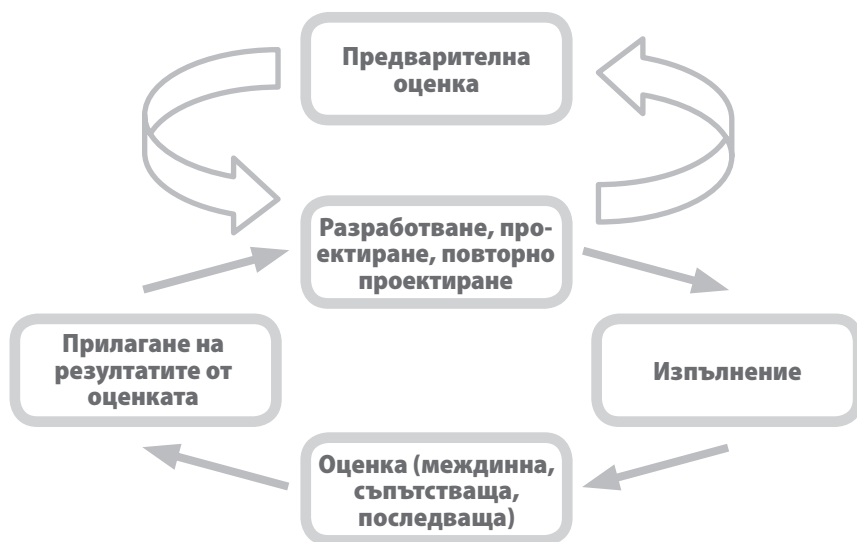 Предварителна
оценка
Разработване, про-
ектиране, повторно
проектиране
Прилагане на
резултатите от
оценката
Изпълнение
Оценка (междинна,
съпътстваща,
последваща)